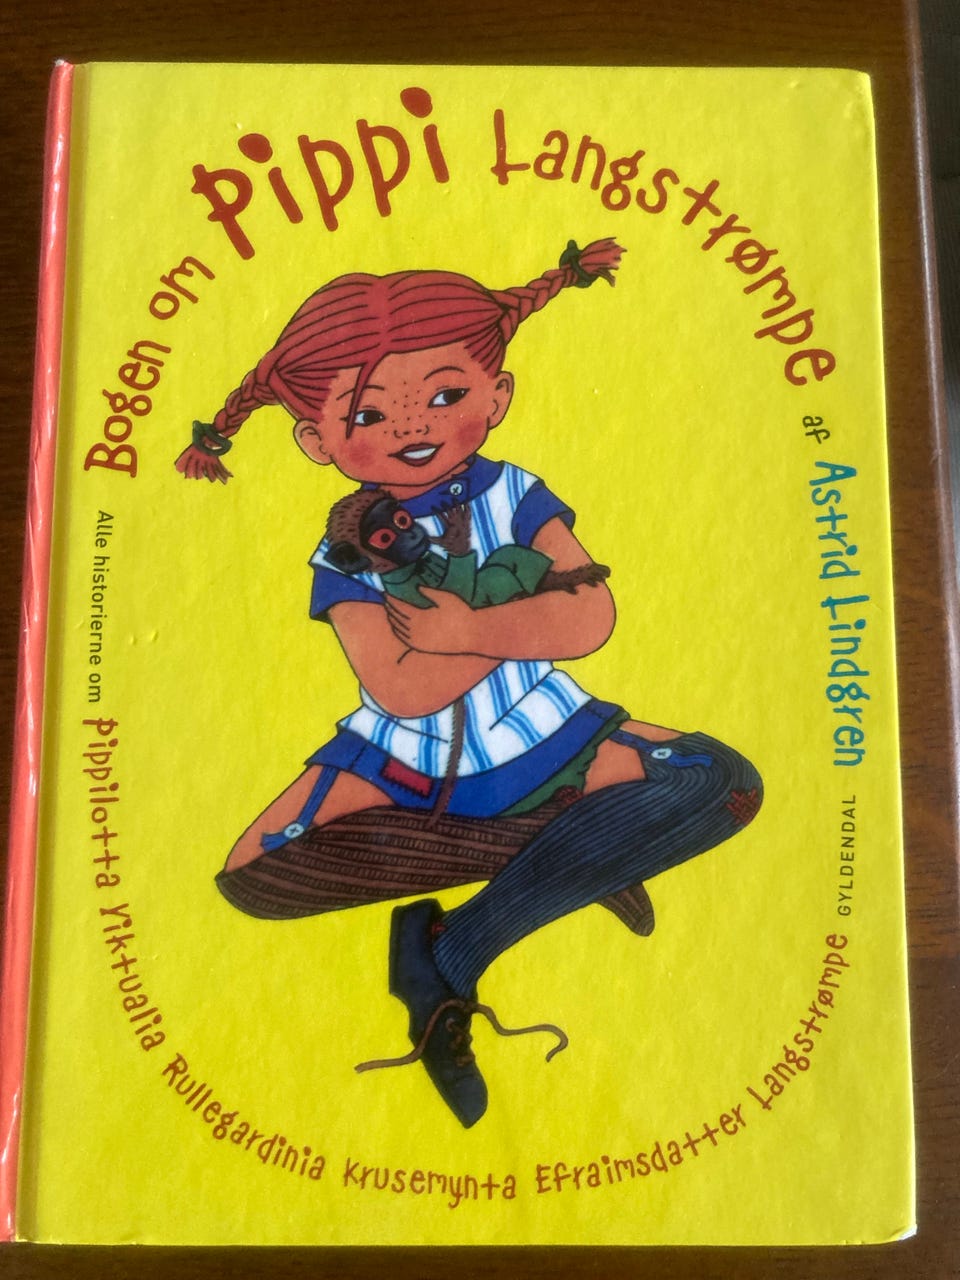 Bogen om Pippi Langstrømpe
af Astrid Lindgren
GYLDENDAL
Alle historierne om Pippilotta Viktualia Rullegardinia Krusemynta Efraimsdatter Langstrømpe